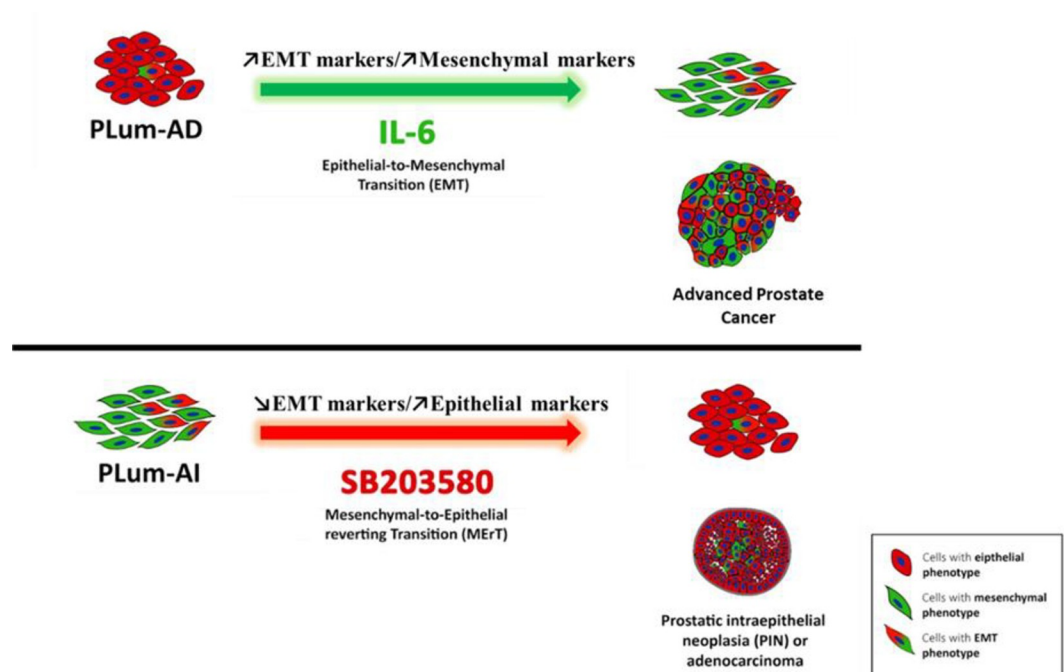 ↗EMT markers/↗Mesenchymal markers
PLum-AD
IL-6
Epithelial-to-Mesenchymal
Transition (EMT)
Advanced Prostate
Cancer
↘EMT markers/↗Epithelial markers
PLum-AI
SB203580
Mesenchymal-to-Epithelial
reverting Transition (MErT)
Prostatic intraepithelial
neoplasia (PIN) or
adenocarcinoma
Cells with eipthelial
phenotype
Cells with mesenchymal
phenotype
Cells with EMT
phenotype